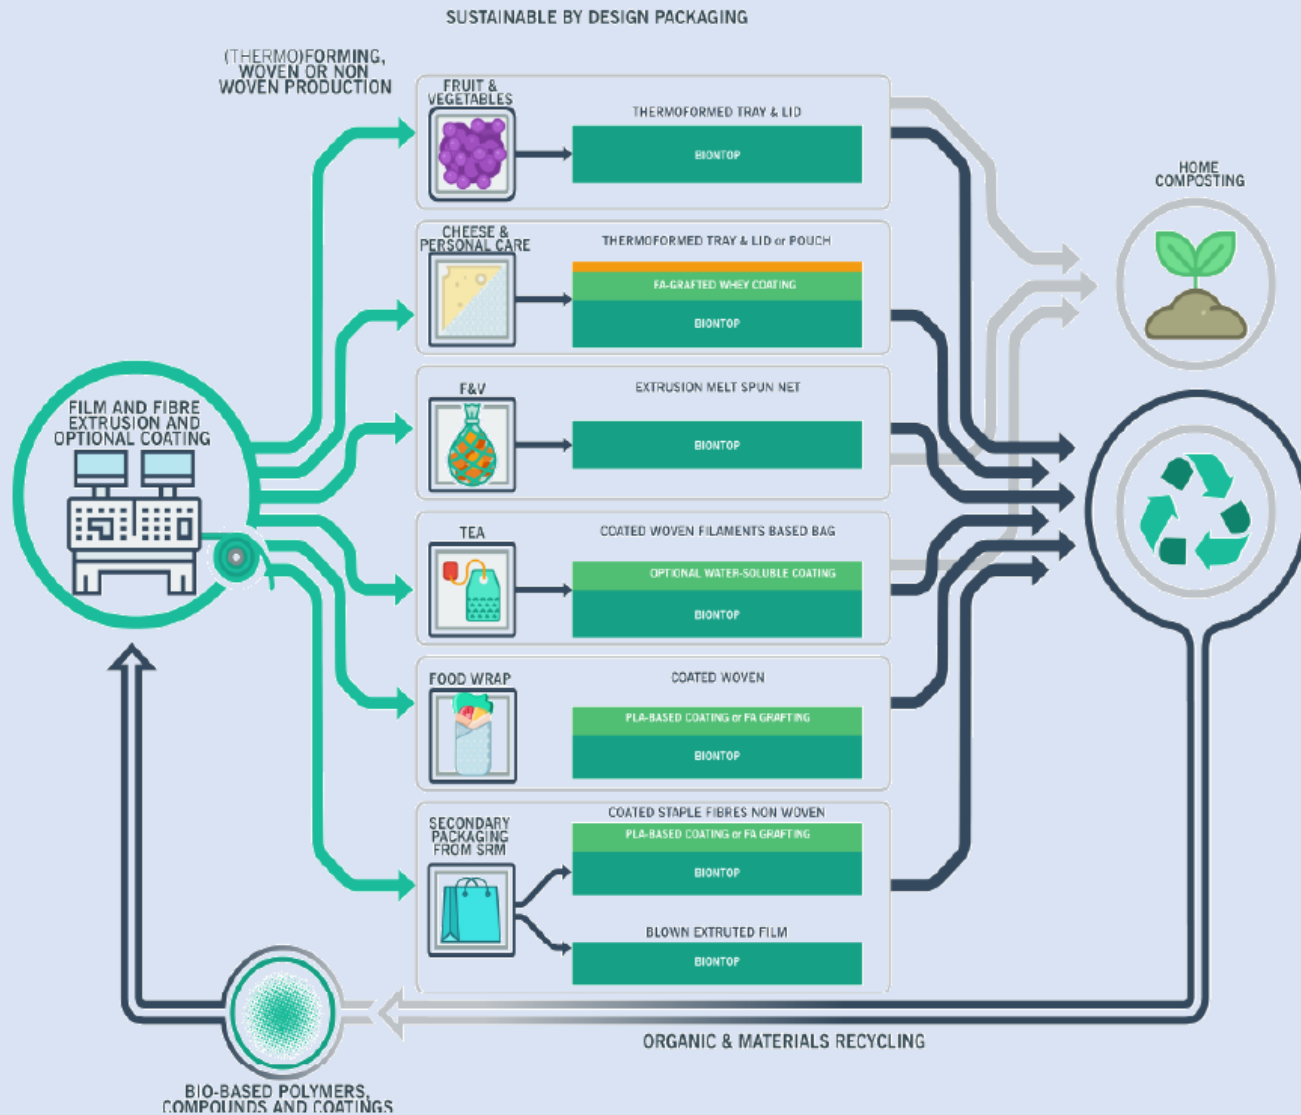 SUSTAINABLE BY DESIGN PACKAGING
(THERMO)FORMING,
WOVEN OR NON
WOVEN PRODUCTION
FRUIT &
VEGETABLES
THERMOFORMED TRAY & LID
BIONTOP
HOME
COMPOSTING
CHEESE &
PERSONAL CARE
THERMOFORMED TRAY & LID or POUCH
FA-GRAFTED WHEY COATING
BIONTOP
F&V
EXTRUSION MELT SPUN NET
BIONTOP
FILM AND FIBRE
EXTRUSION AND
OPTIONAL COATING
TEA
COATED WOVEN FILAMENTS BASED BAG
OPTIONAL WATER-SOLUBLE COATING
BIONTOP
FOOD WRAP
COATED WOVEN
PLA-BASED COATING or FA GRAFTING
BIONTOP
SECONDARY
PACKAGING
FROM SRM
COATED STAPLE FIBRES NON WOVEN
PLA-BASED COATING or FA GRAFTING
BIONTOP
BLOWN EXTRUTED FILM
BIONTOP
ORGANIC & MATERIALS RECYCLING
BIO-BASED POLYMERS,
COMPOUNDS AND COATINGS